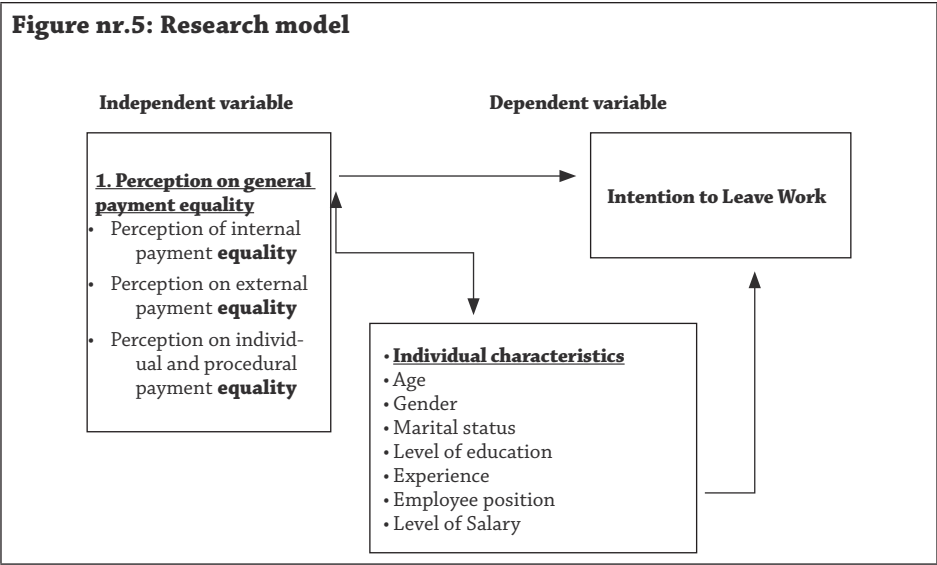 Figure nr.5: Research model
Independent variable
Dependent variable
1. Perception on general
payment equality
• Perception of internal
payment equality
• Perception on external
payment equality
• Perception on individ-
ual and procedural
payment equality
Intention to Leave Work
• Individual characteristics
• Age
• Gender
• Marital status
• Level of education
• Experience
• Employee position
• Level of Salary